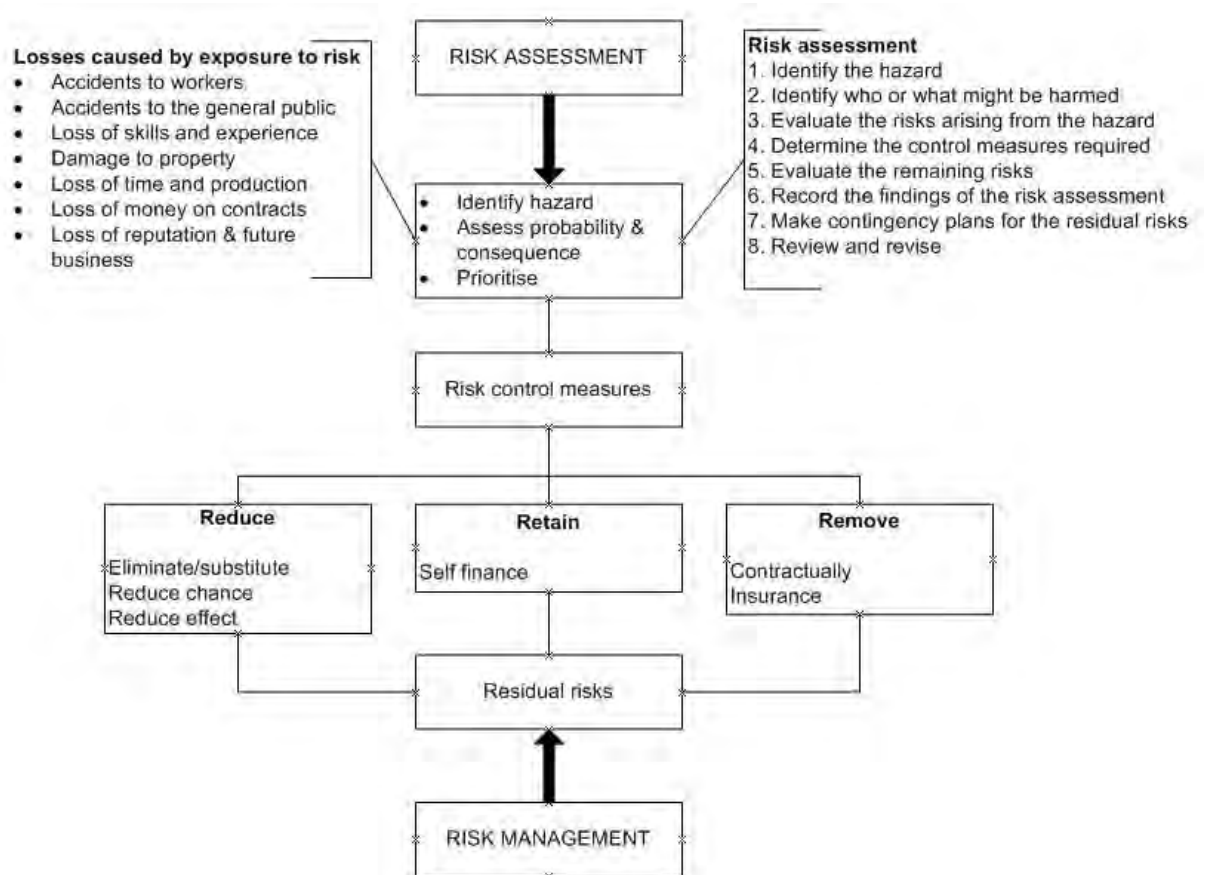 RISK ASSESSMENT
Losses caused by exposure to risk
• Accidents to workers
• Accidents to the general public
• Loss of skills and experience
• Damage to property
• Loss of time and production
• Loss of money on contracts
• Loss of reputation & future
business
Risk assessment
1. Identify the hazard
2. Identify who or what might be harmed
3. Evaluate the risks arising from the hazard
4. Determine the control measures required
5. Evaluate the remaining risks
6. Record the findings of the risk assessment
7. Make contingency plans for the residual risks
8. Review and revise
• Identify hazard
• Assess probability &
consequence
• Prioritise
Risk control measures
Reduce
Eliminate/substitute
Reduce chance
Reduce effect
Retain
Self finance
Remove
Contractually
Insurance
Residual risks
RISK MANAGEMENT